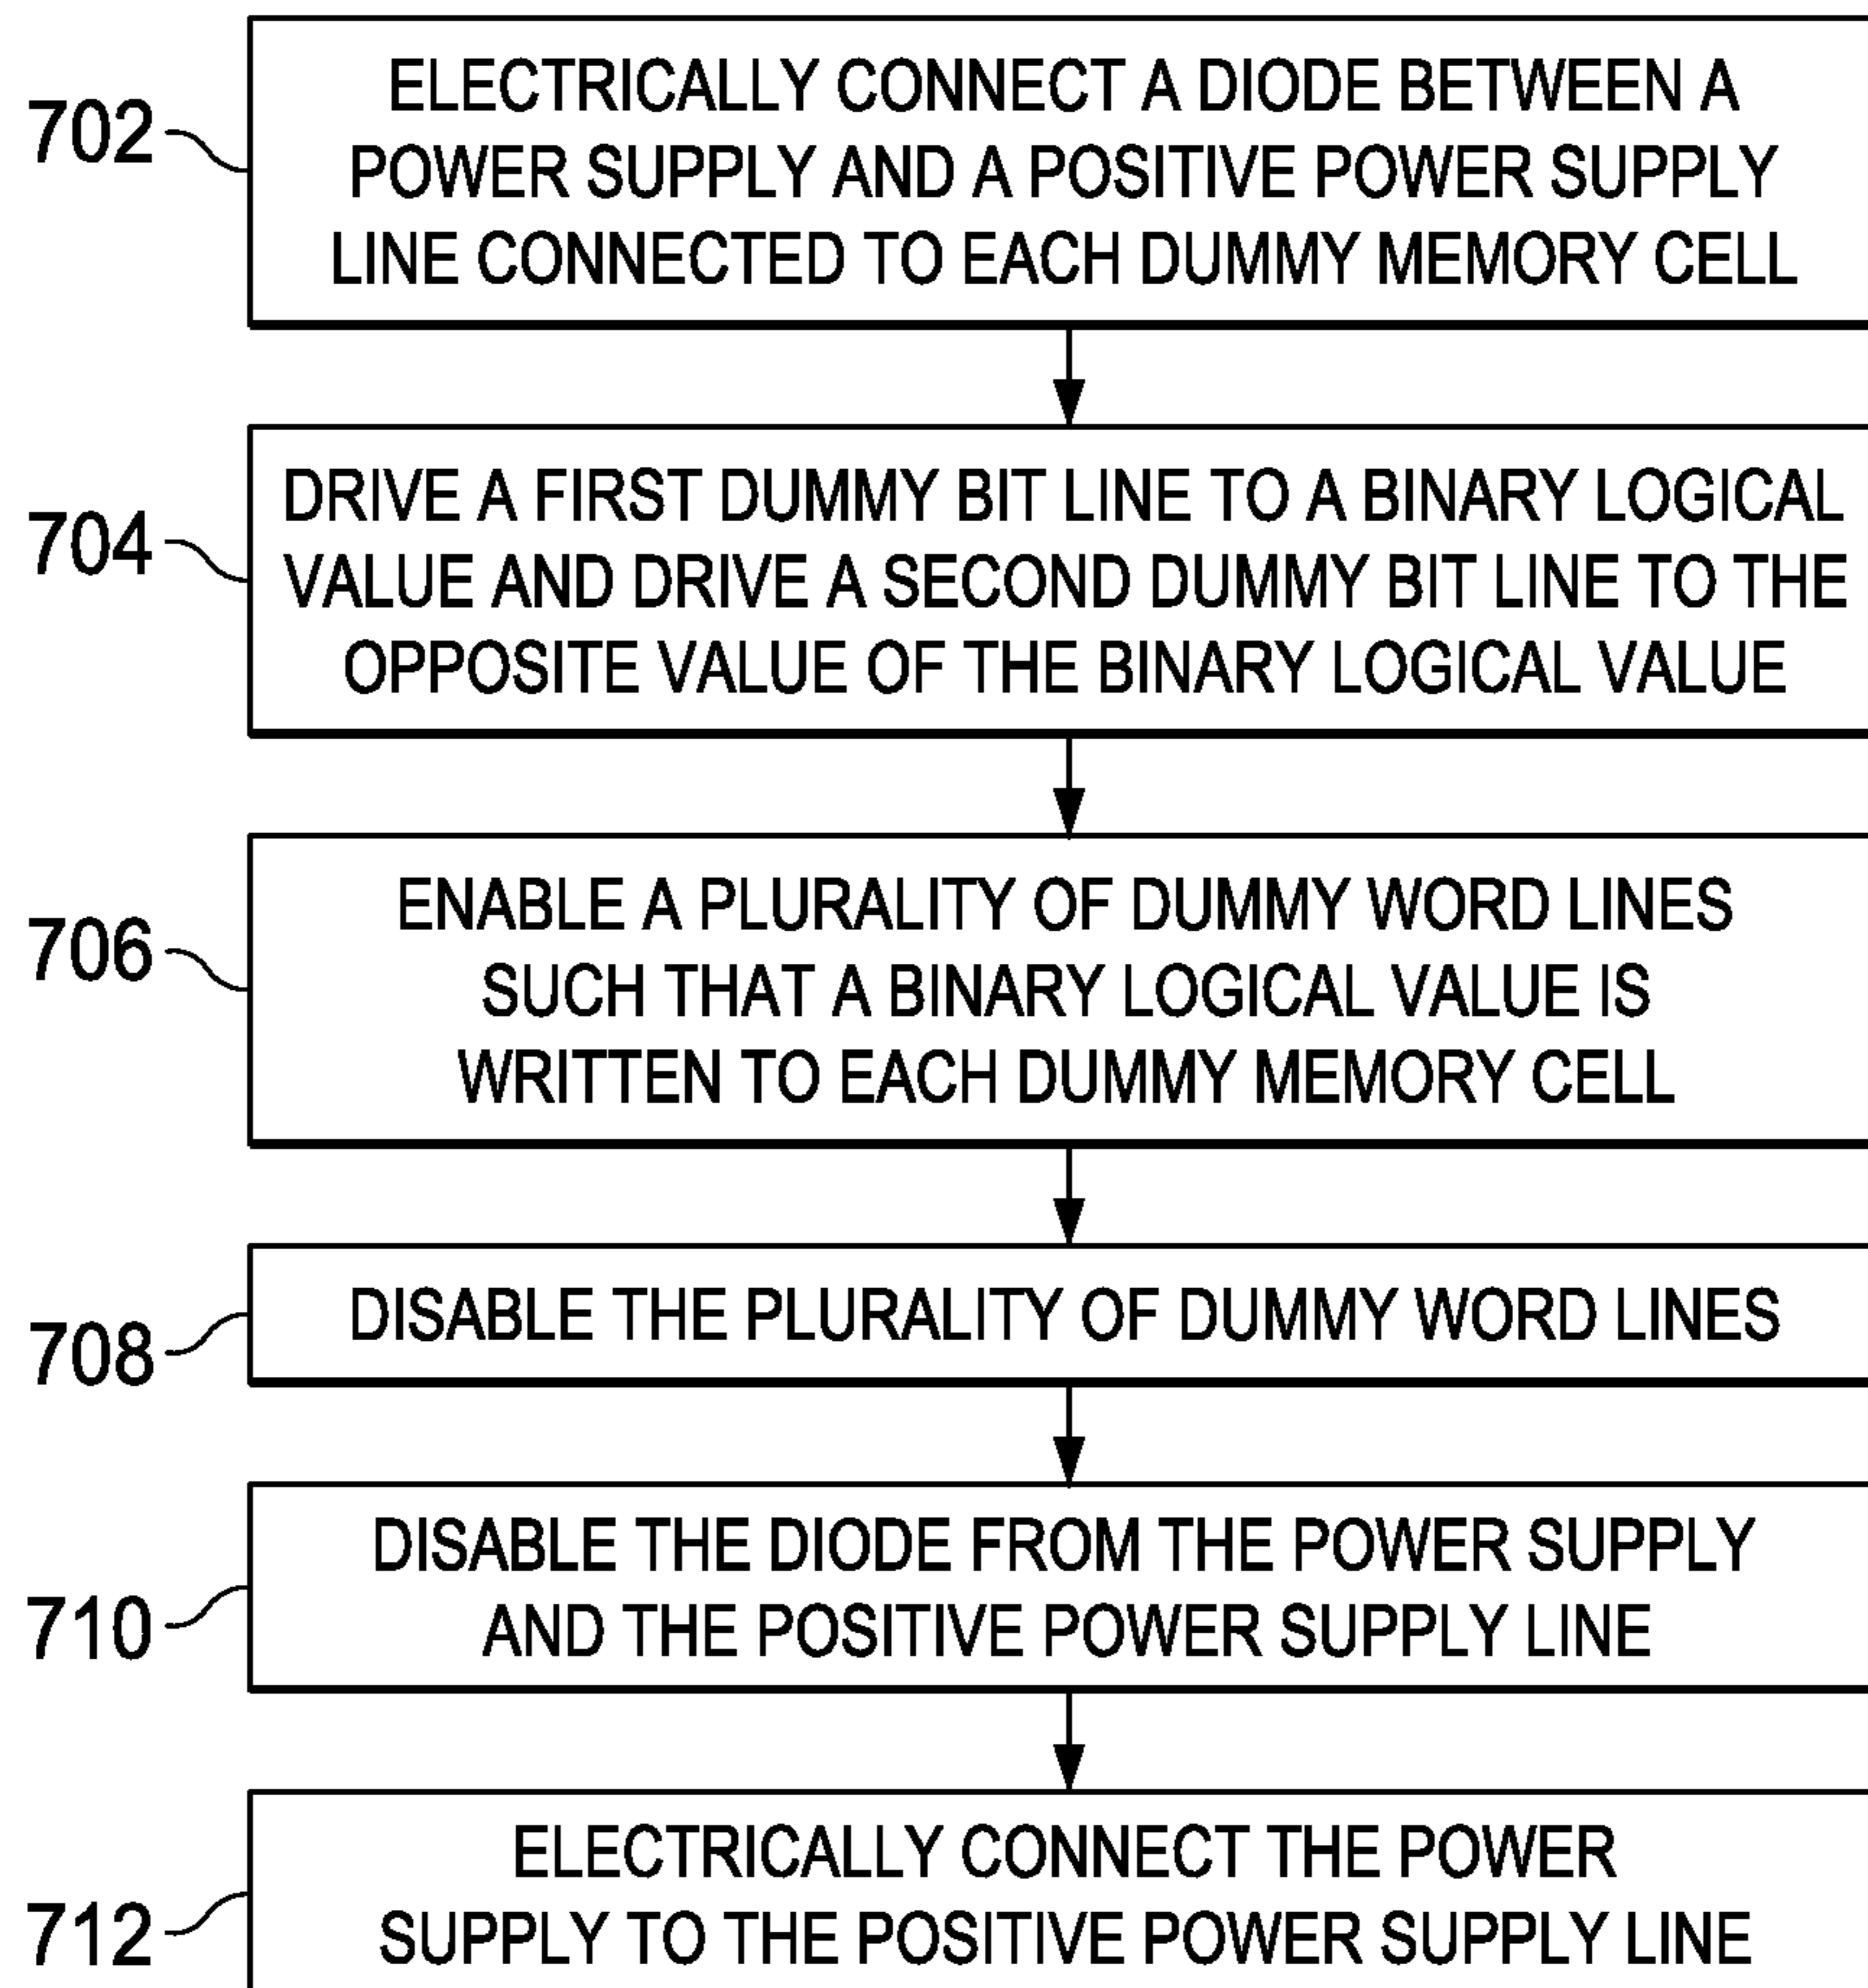 702
ELECTRICALLY CONNECT A DIODE BETWEEN A
POWER SUPPLY AND A POSITIVE POWER SUPPLY
LINE CONNECTED TO EACH DUMMY MEMORY CELL
704
DRIVE A FIRST DUMMY BIT LINE TO A BINARY LOGICAL
VALUE AND DRIVE A SECOND DUMMY BIT LINE TO THE
OPPOSITE VALUE OF THE BINARY LOGICAL VALUE
706
ENABLE A PLURALITY OF DUMMY WORD LINES
SUCH THAT A BINARY LOGICAL VALUE IS
WRITTEN TO EACH DUMMY MEMORY CELL
708
DISABLE THE PLURALITY OF DUMMY WORD LINES
710
DISABLE THE DIODE FROM THE POWER SUPPLY
AND THE POSITIVE POWER SUPPLY LINE
712
ELECTRICALLY CONNECT THE POWER
SUPPLY TO THE POSITIVE POWER SUPPLY LINE